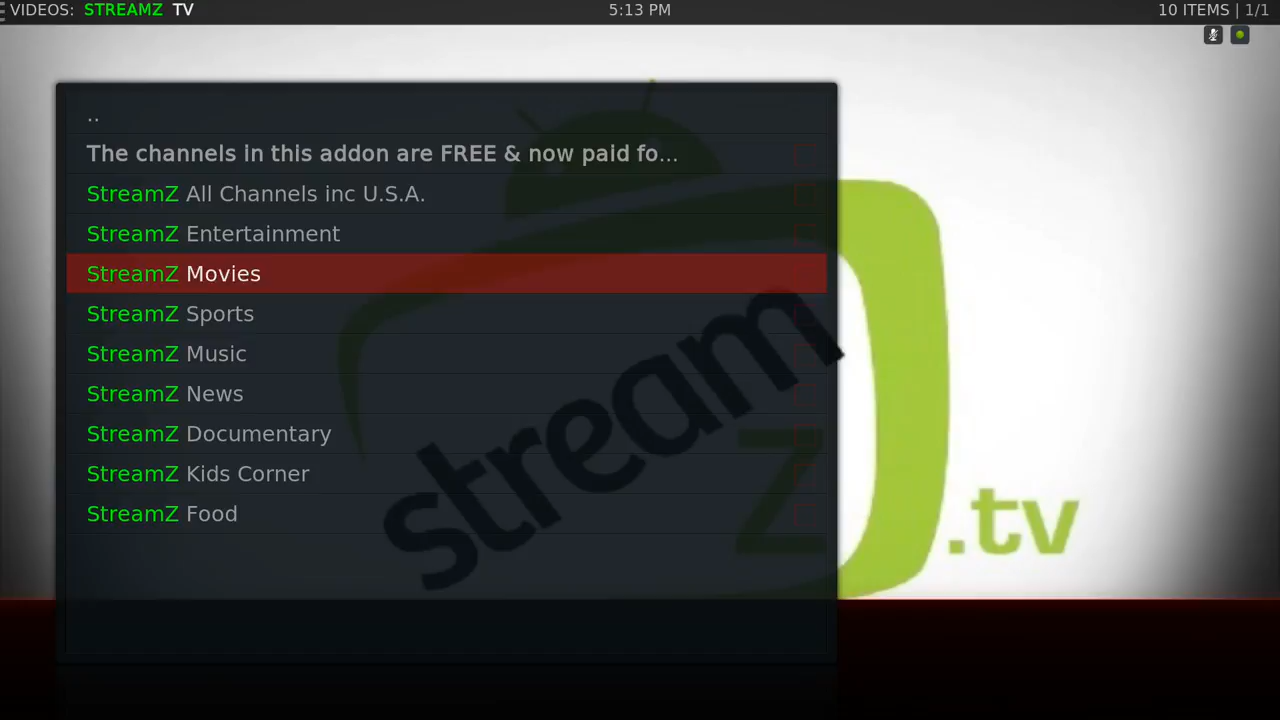 VIDEOS: STREAMZ TV
5:13 PM
10 ITEMS | 1/1
..
The channels in this addon are FREE & now paid fo...
StreamZ All Channels inc U.S.A.
StreamZ Entertainment
StreamZ Movies
StreamZ Sports
StreamZ Music
StreamZ News
StreamZ Documentary
StreamZ Kids Corner
StreamZ Food
stream
Z
.tv